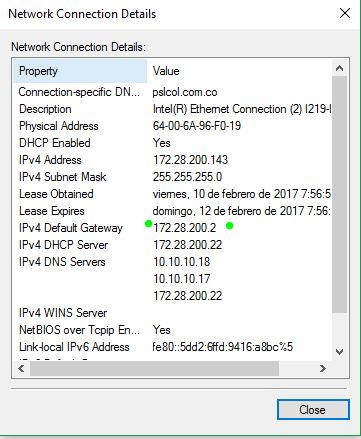 Network Connection Details
Network Connection Details:
Property Value
Connection-specific DN... pslcol.com.co
Description Intel(R) Ethernet Connection (2) I219-
Physical Address 64-00-6A-96-F0-19
DHCP Enabled Yes
IPv4 Address 172.28.200.143
IPv4 Subnet Mask 255.255.255.0
Lease Obtained viernes, 10 de febrero de 2017 7:56:5
Lease Expires domingo, 12 de febrero de 2017 7:56:
IPv4 Default Gateway 172.28.200.2
IPv4 DHCP Server 172.28.200.22
IPv4 DNS Servers 10.10.10.18
10.10.10.17
172.28.200.22
IPv4 WINS Server
NetBIOS over Tcpip En... Yes
Link-local IPv6 Address fe80::5dd2:6ffd:9416:a8bc%5
Close